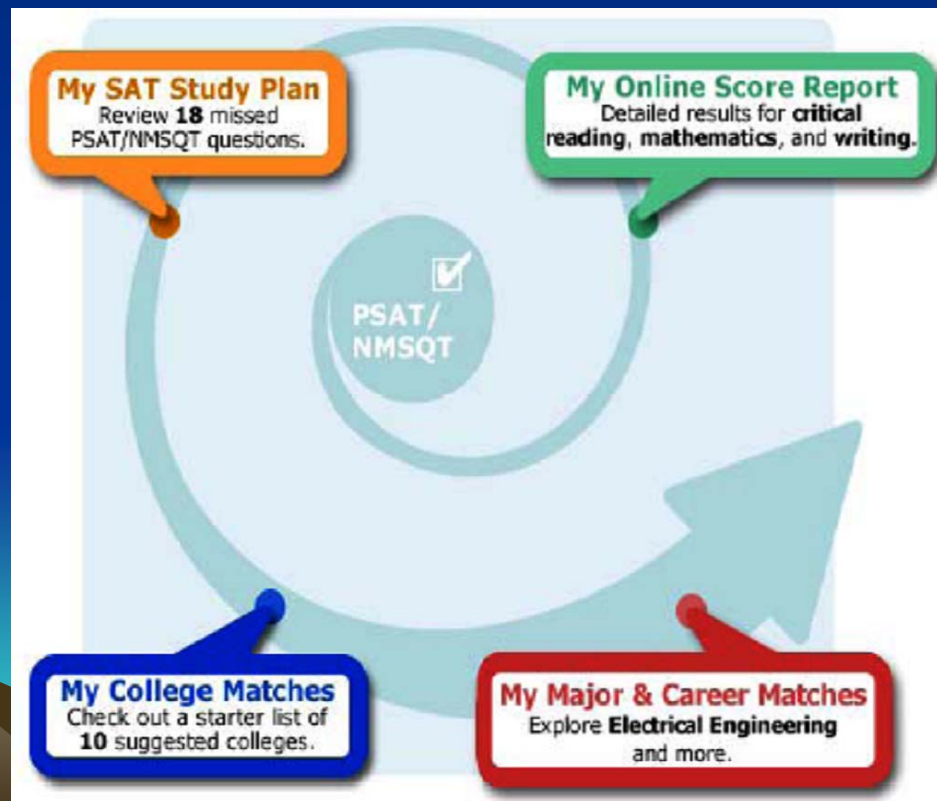 My SAT Study Plan
Review 18 missed
PSAT/NMSQT questions.
My Online Score Report
Detailed results for critical
reading, mathematics, and writing.
PSAT/
NMSQT
My College Matches
Check out a starter list of
10 suggested colleges.
My Major & Career Matches
Explore Electrical Engineering
and more.